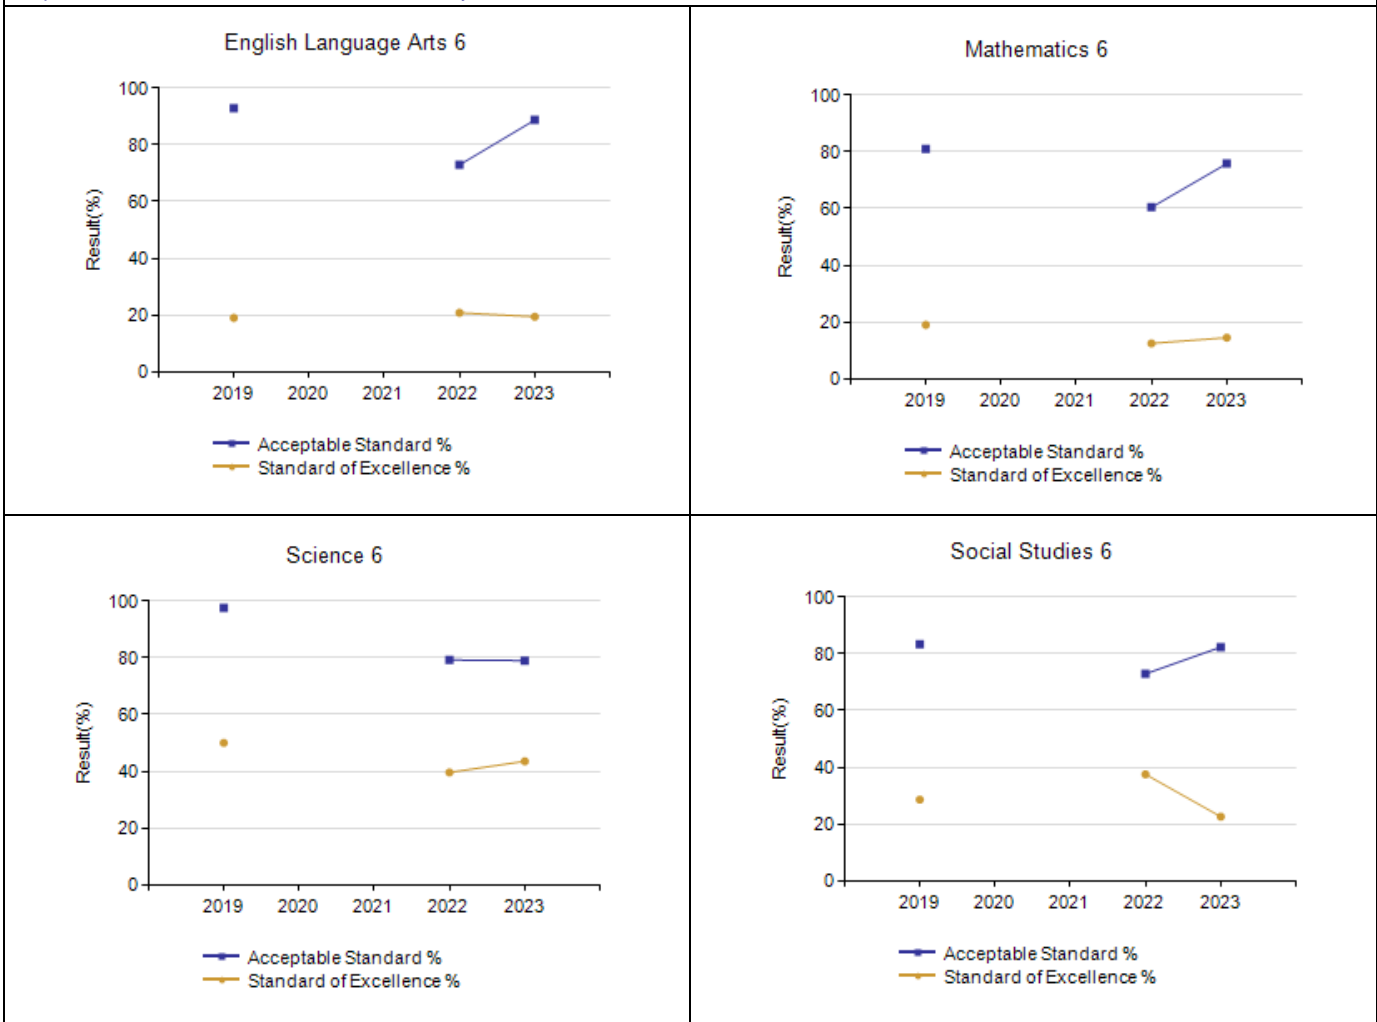 English Language Arts 6
100
80
60
40
20
0
Result(%)
2019 2020 2021 2022 2023
Acceptable Standard %
Standard of Excellence %
Mathematics 6
100
80
60
40
20
0
Result(%)
2019 2020 2021 2022 2023
Acceptable Standard %
Standard of Excellence %
Science 6
100
80
60
40
20
0
Result(%)
2019 2020 2021 2022 2023
Acceptable Standard %
Standard of Excellence %
Social Studies 6
100
80
60
40
20
0
Result(%)
2019 2020 2021 2022 2023
Acceptable Standard %
Standard of Excellence %